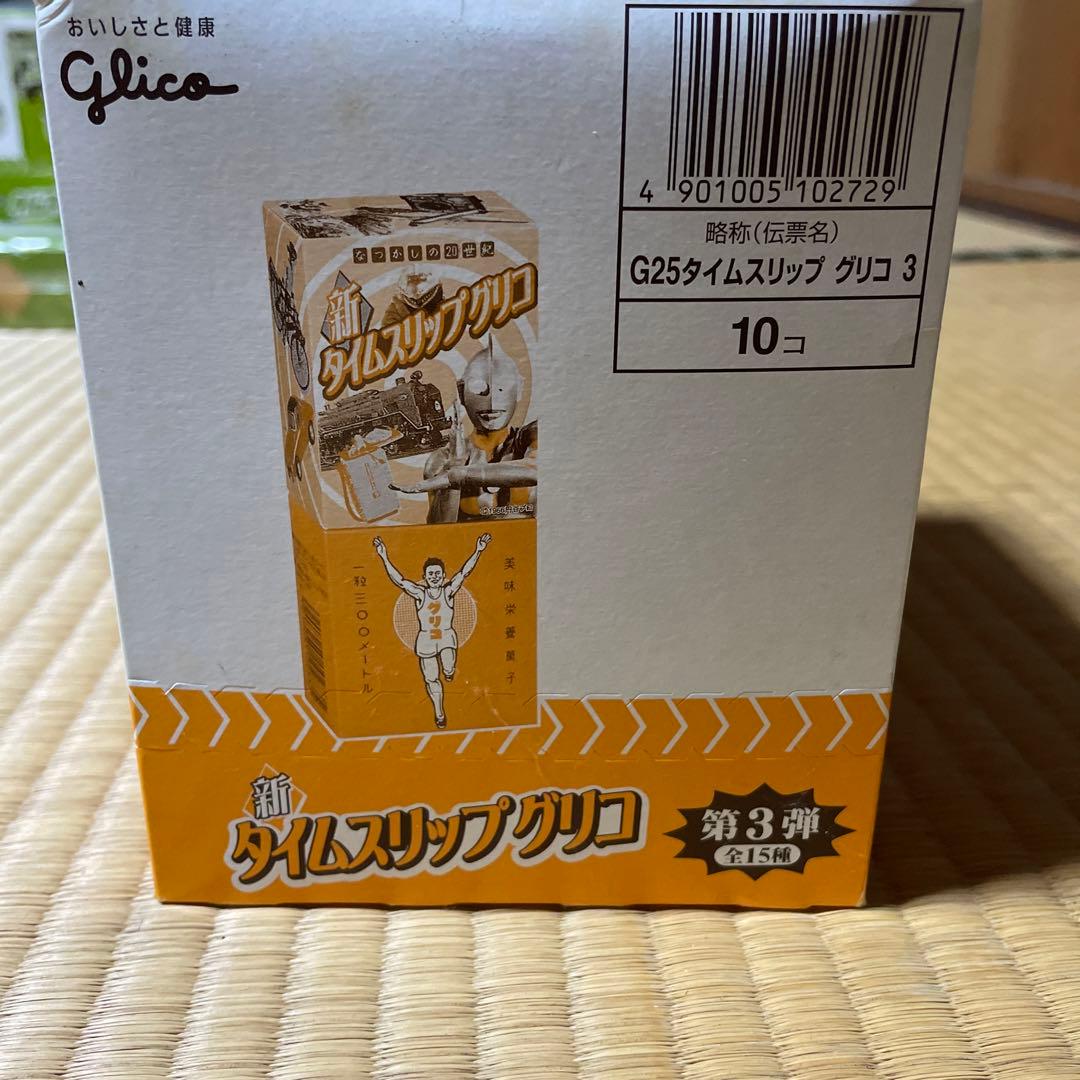 おいしさと健康
glico
4 901005 102729
略称(伝票名)
G25タイムスリップ グリコ 3
10コ
なつかしの20世紀
新
タイムスリップグリコ
美味栄養菓子
一粒三〇〇メートル
グリコ
新
タイムスリップグリコ
第3弾
全15種